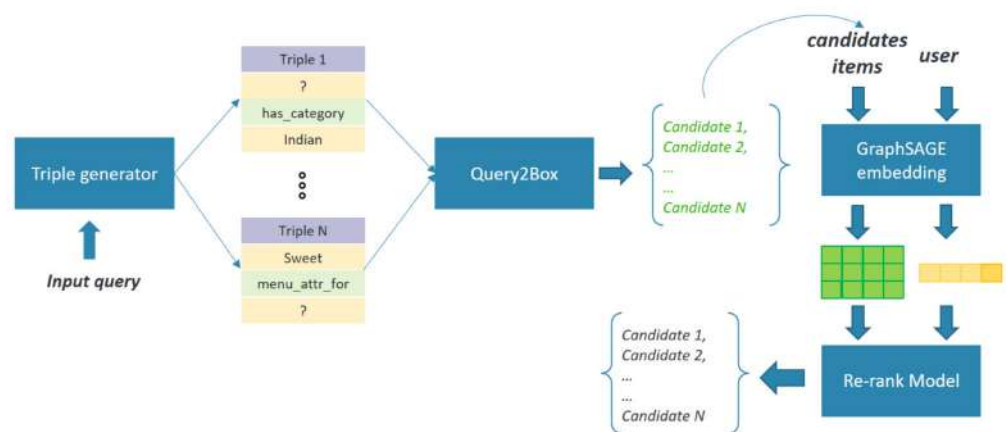 Triple generator
Input query
Triple 1
?
has_category
Indian
Triple N
Sweet
menu_attr_for
?
Query2Box
Candidate 1,
Candidate 2,
...
...
Candidate N
candidates
items
user
GraphSAGE
embedding
Re-rank Model
Candidate 1,
Candidate 2,
...
...
Candidate N